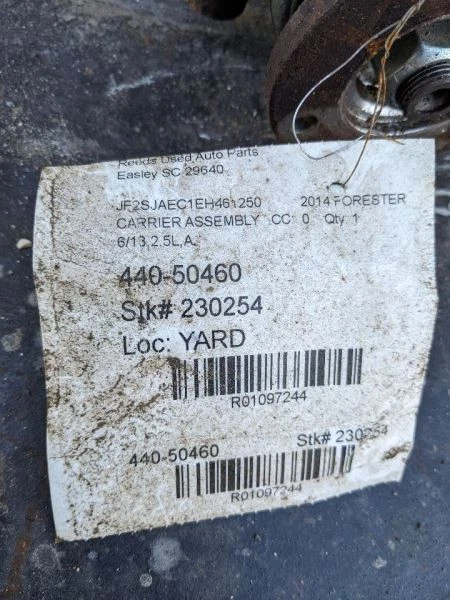 Reeds Used Auto Parts
Easley SC 29640
JF2SJAEC1EH461250 2014 FORESTER
CARRIER ASSEMBLY CC: 0 Qty 1
6/13,2.5L,A,
440-50460
Stk# 230254
Loc: YARD
R01097244
440-50460 Stk# 230254
R01097244